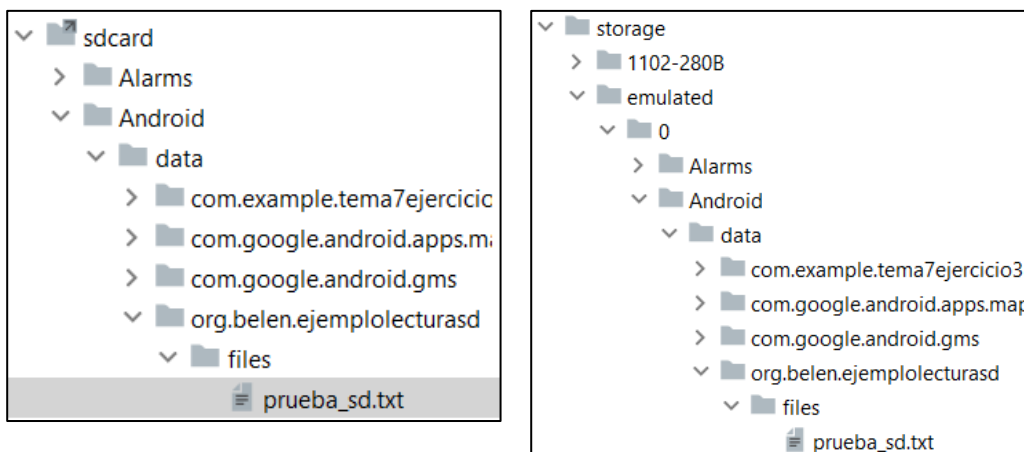 sdcard
Alarms
Android
data
com.example.tema7ejercicic
com.google.android.apps.ma
com.google.android.gms
org.belen.ejemplolecturasd
files
prueba_sd.txt
storage
1102-280B
emulated
0
Alarms
Android
data
com.example.tema7ejercicio3
com.google.android.apps.map
com.google.android.gms
org.belen.ejemplolecturasd
files
prueba_sd.txt